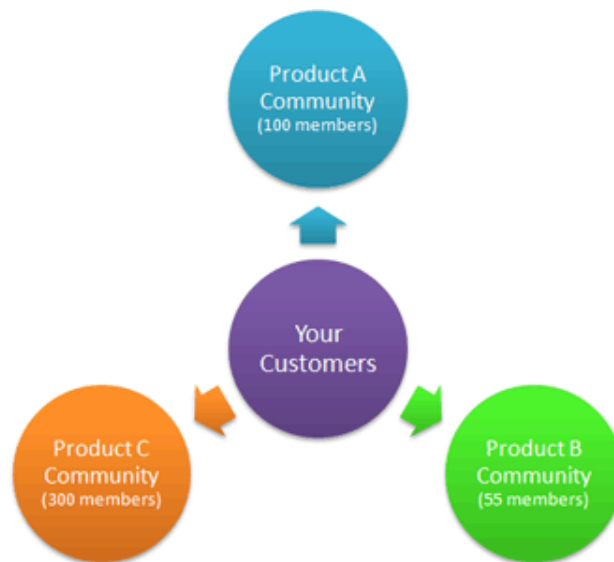 Product A
Community
(100 members)
Your
Customers
Product C
Community
(300 members)
Product B
Community
(55 members)